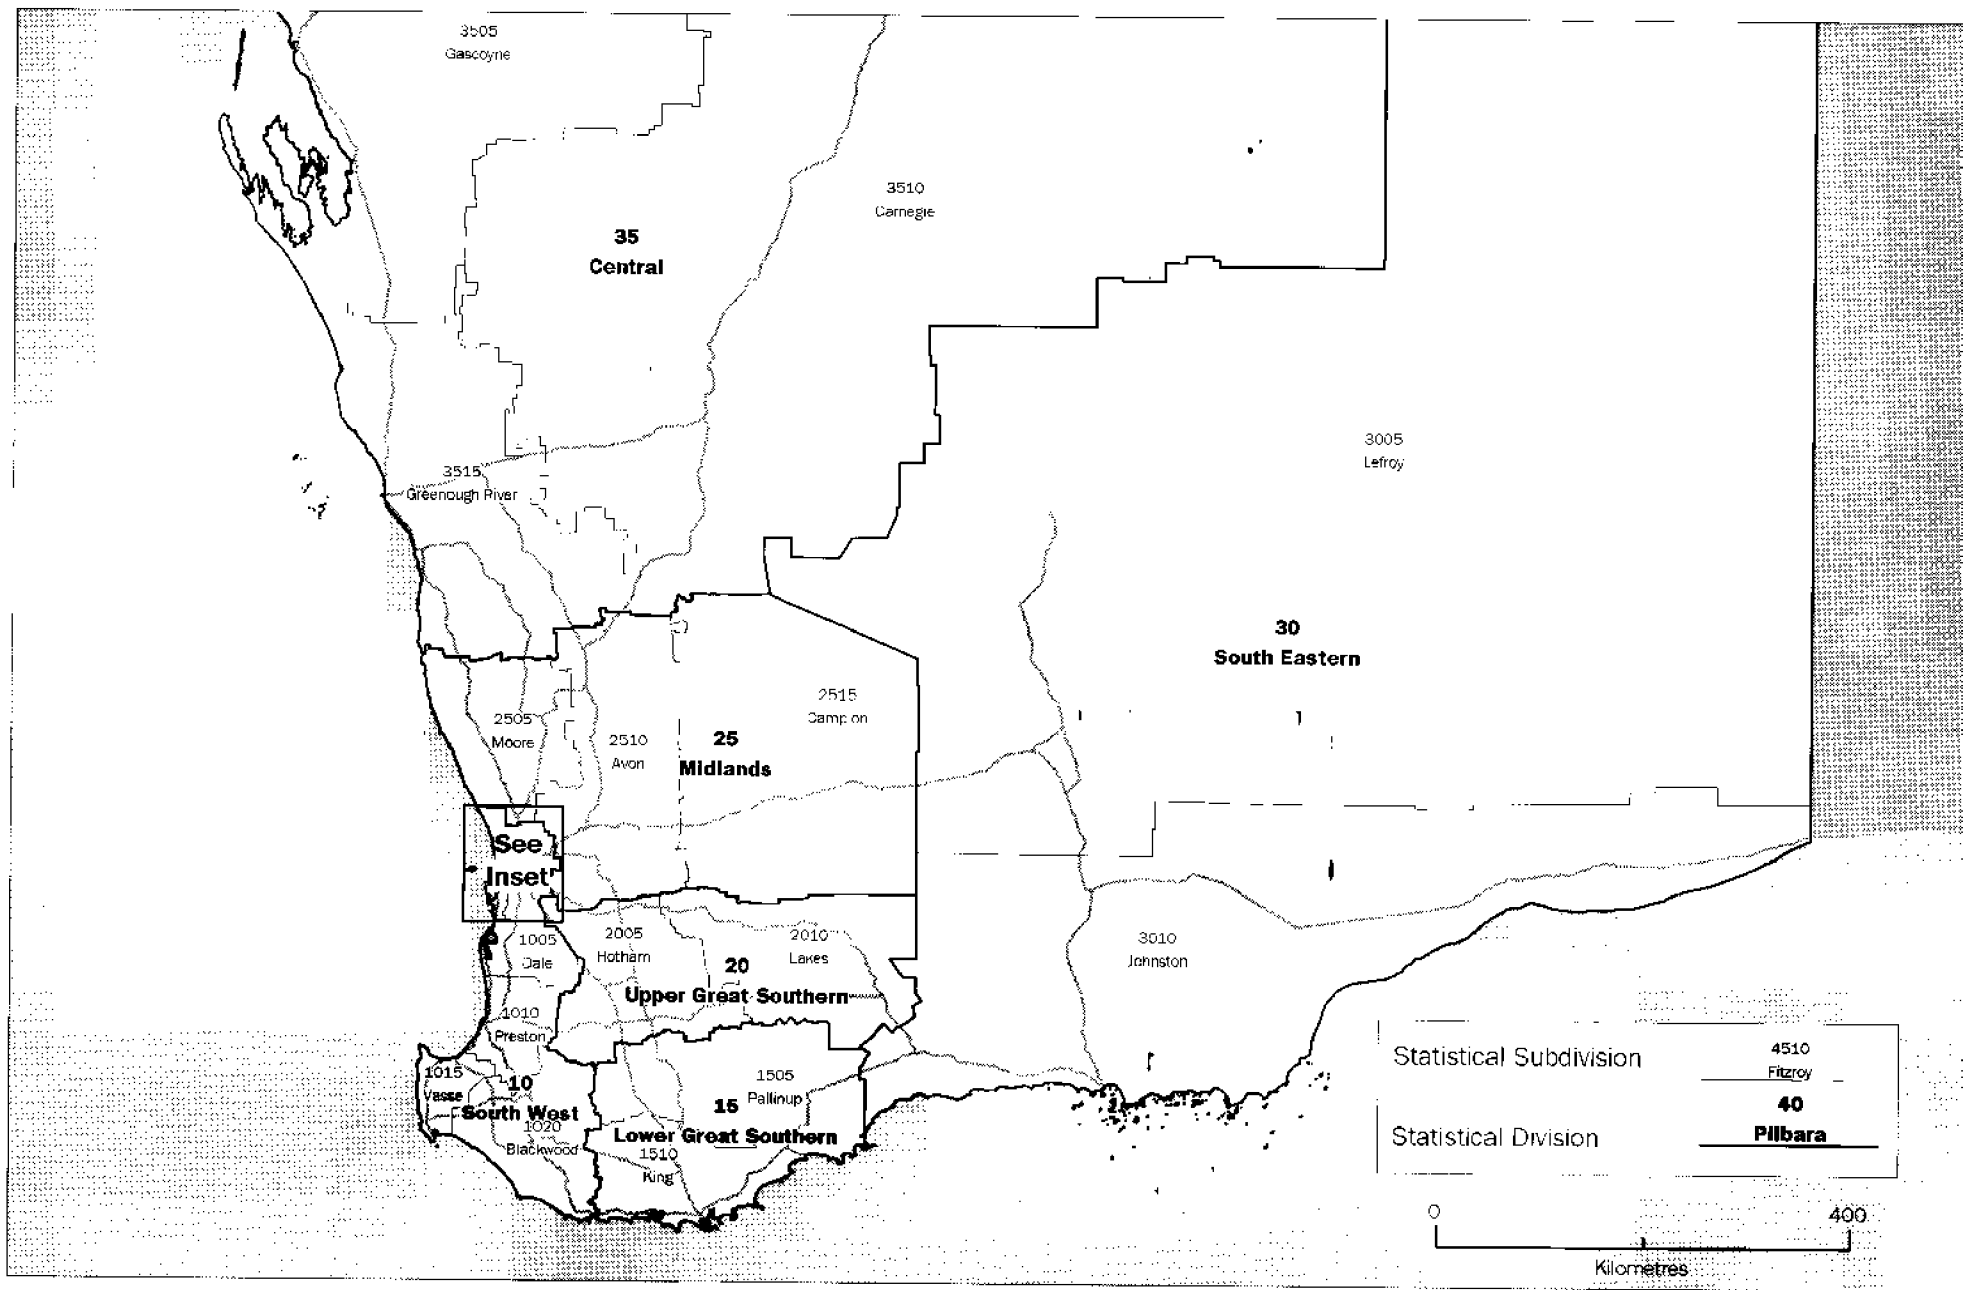 3505
Gascoyne
3510
Carnegie
35
Central
3005
Lefroy
3515
Greenough River
30
South Eastern
2515
Campion
2505
Moore
2510
Avon
25
Midlands
See
Inset
1005
Dale
2005
Hotham
2010
Lakes
3010
Johnston
20
Upper Great Southern
1010
Preston
1015
Vasse
10
South West
1020
Blackwood
1505
Pallinup
15
Lower Great Southern
1510
King
Statistical Subdivision
4510
Fitzroy
40
Statistical Division
Pilbara
0
400
Kilometres